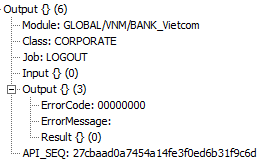 Output {} (6)
Module: GLOBAL/VNM/BANK_Vietcom
Class: CORPORATE
Job: LOGOUT
Input {} (0)
Output {} (3)
ErrorCode: 00000000
ErrorMessage:
Result {} (0)
API_SEQ: 27cbaad0a7454a14fe3f0ed6b31f9c6d